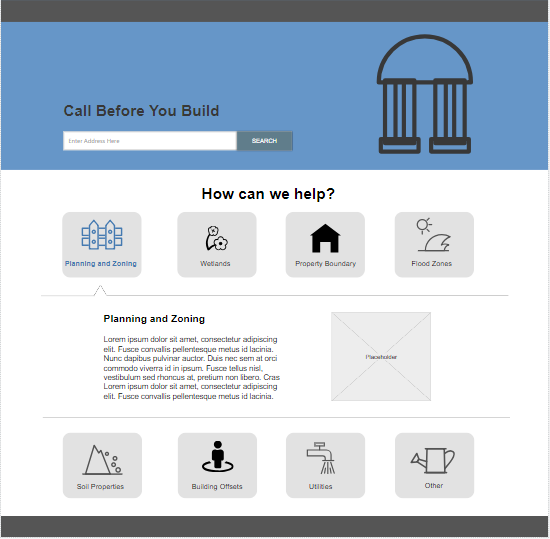 Call Before You Build
Enter Address Here
SEARCH
How can we help?
Planning and Zoning
Wetlands
Property Boundary
Flood Zones
Planning and Zoning
Lorem ipsum dolor sit amet, consectetur adipiscing
elit. Fusce convallis pellentesque metus id lacinia.
Nunc dapibus pulvinar auctor. Duis nec sem at orci
commodo viverra id in ipsum. Fusce tellus nisl,
vestibulum sed rhoncus at, pretium non libero. Cras
Lorem ipsum dolor sit amet, consectetur adipiscing
elit. Fusce convallis pellentesque metus id lacinia.
Placeholder
Soil Properties
Building Offsets
Utilities
Other